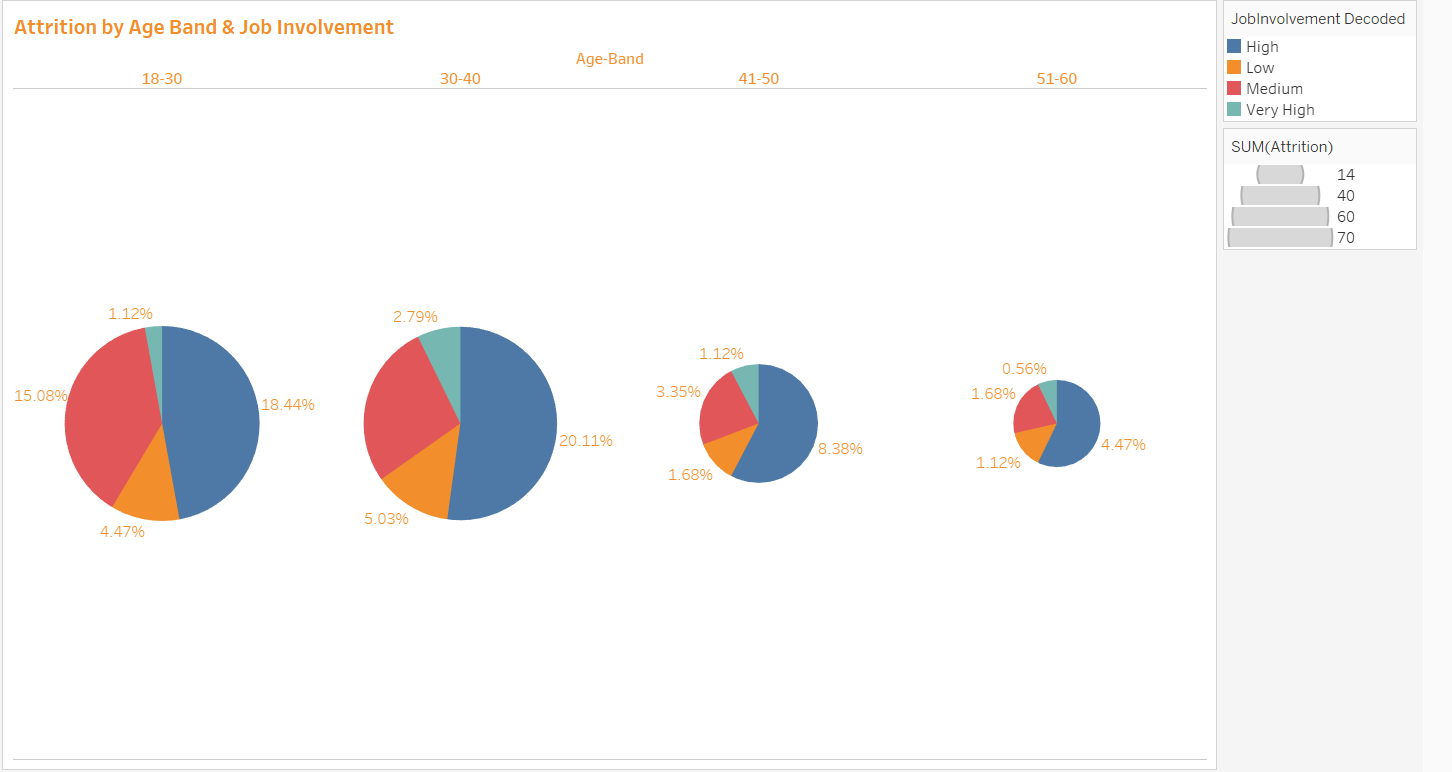 Attrition by Age Band & Job Involvement
Age-Band
18-30 30-40 41-50 51-60
1.12%
15.08%
18.44%
4.47%
2.79%
20.11%
5.03%
1.12%
3.35%
8.38%
1.68%
0.56%
1.68%
4.47%
1.12%
JobInvolvement Decoded
High
Low
Medium
Very High
SUM(Attrition)
14
40
60
70